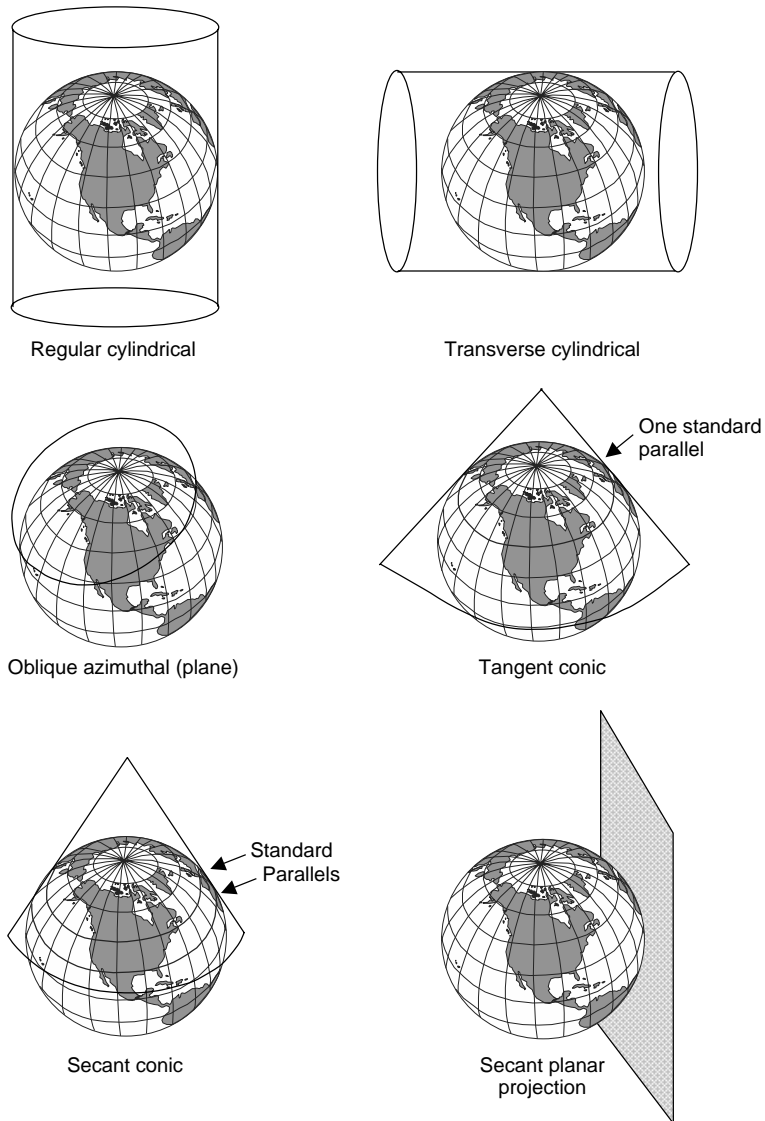 Regular cylindrical
Transverse cylindrical
One standard
parallel
Oblique azimuthal (plane)
Tangent conic
Standard
Parallels
Secant conic
Secant planar
projection